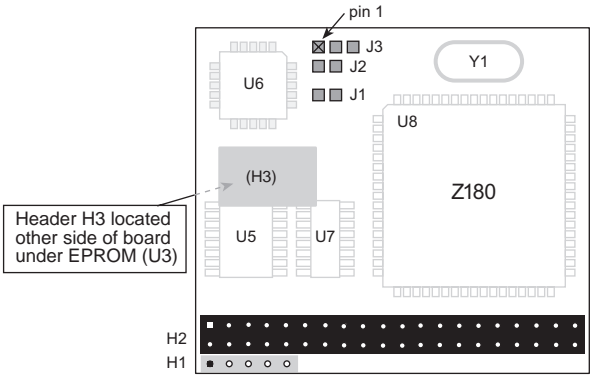 pin 1
J3
J2
J1
Y1
U6
U8
Z180
(H3)
Header H3 located
other side of board
under EPROM (U3)
U5
U7
H2
H1